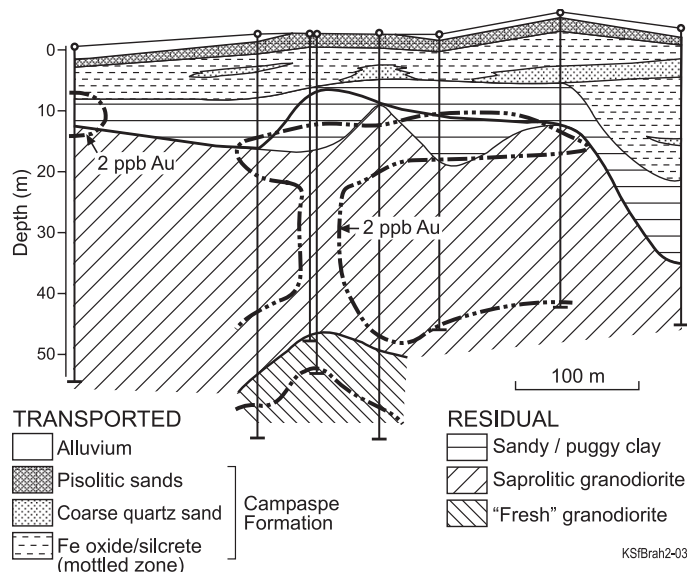 0
10
20
30
40
50
Depth (m)
2 ppb Au
2 ppb Au
100 m
TRANSPORTED
Alluvium
Pisolitic sands
Coarse quartz sand
Fe oxide/silcrete
(mottled zone)
Campaspe
Formation
RESIDUAL
Sandy / puggy clay
Saprolitic granodiorite
“Fresh” granodiorite
KSfBrah2-03